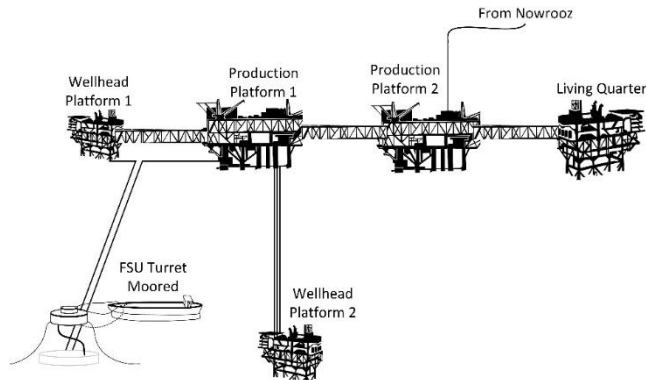 From Nowrooz
Wellhead
Platform 1
Production
Platform 1
Production
Platform 2
Living Quarter
FSU Turret
Moored
Wellhead
Platform 2